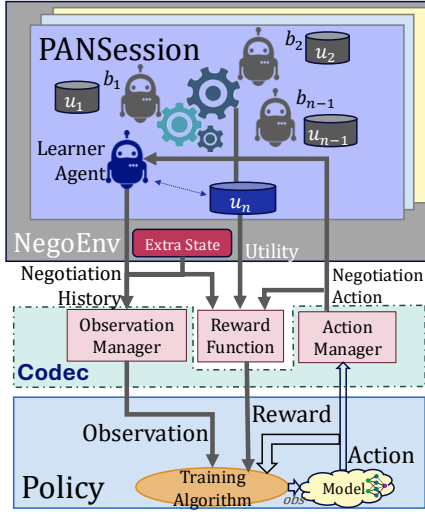 PANSession
b₂
u₂
b₁
u₁
bₙ₋₁
uₙ₋₁
Learner
Agent
uₙ
NegoEnv
Extra State
Utility
Negotiation
History
Negotiation
Action
Observation
Manager
Reward
Function
Action
Manager
Codec
Observation
Reward
Policy
Training
Algorithm
obs
Model
Action